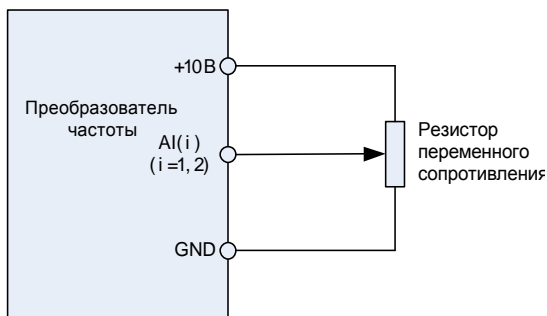 +10В
Преобразователь
частоты
AI(i)
(i=1, 2)
GND
Резистор
переменного
сопротивления